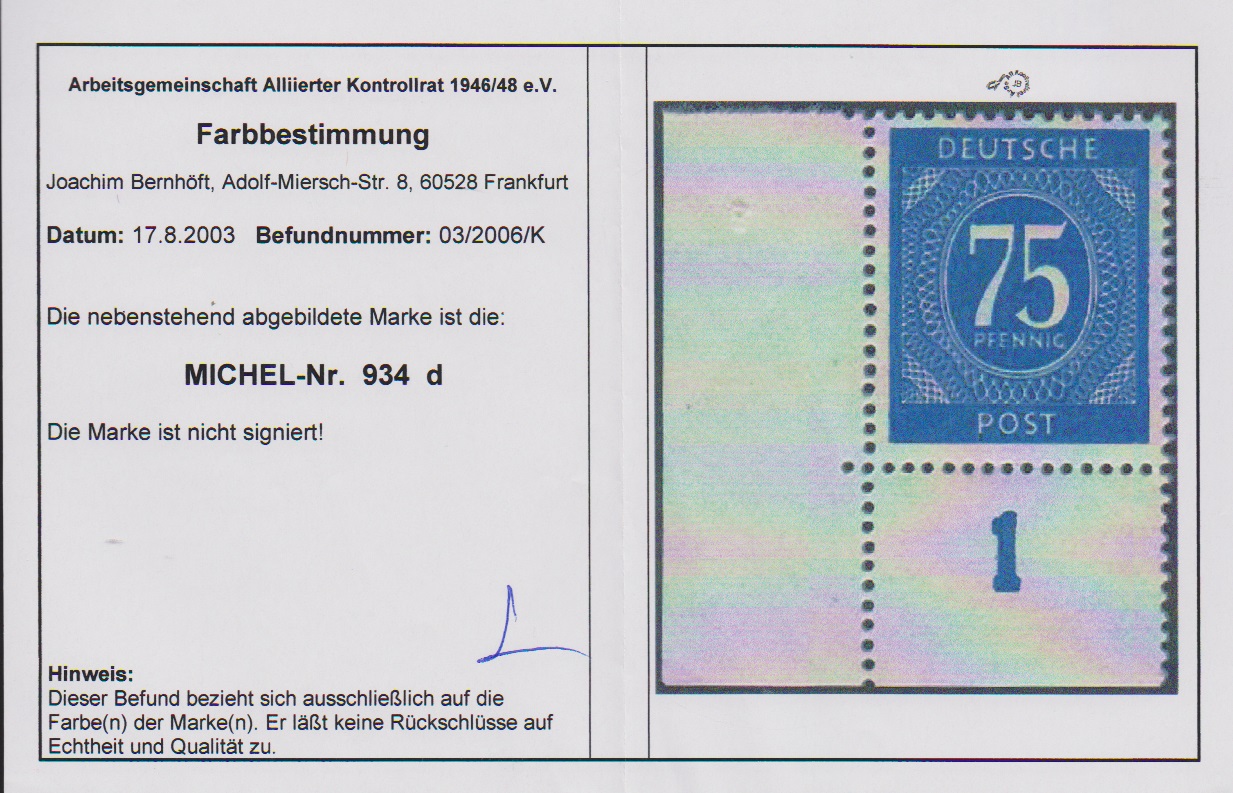 Arbeitsgemeinschaft Alliierter Kontrollrat 1946/48 e.V.
Farbbestimmung
Joachim Bernhöft, Adolf-Miersch-Str. 8, 60528 Frankfurt
Datum: 17.8.2003 Befundnummer: 03/2006/K
Die nebenstehend abgebildete Marke ist die:
MICHEL-Nr. 934 d
Die Marke ist nicht signiert!
Hinweis:
Dieser Befund bezieht sich ausschließlich auf die
Farbe(n) der Marke(n). Er läßt keine Rückschlüsse auf
Echtheit und Qualität zu.
DEUTSCHE
75
PFENNIG
POST
1